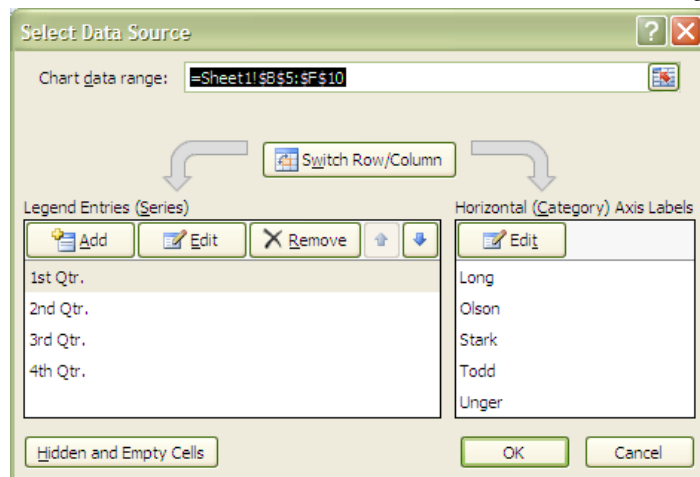 Select Data Source
Chart data range: =Sheet1!$B$5:$F$10
Switch Row/Column
Legend Entries (Series)
Add Edit Remove
1st Qtr.
2nd Qtr.
3rd Qtr.
4th Qtr.
Horizontal (Category) Axis Labels
Edit
Long
Olson
Stark
Todd
Unger
Hidden and Empty Cells
OK Cancel